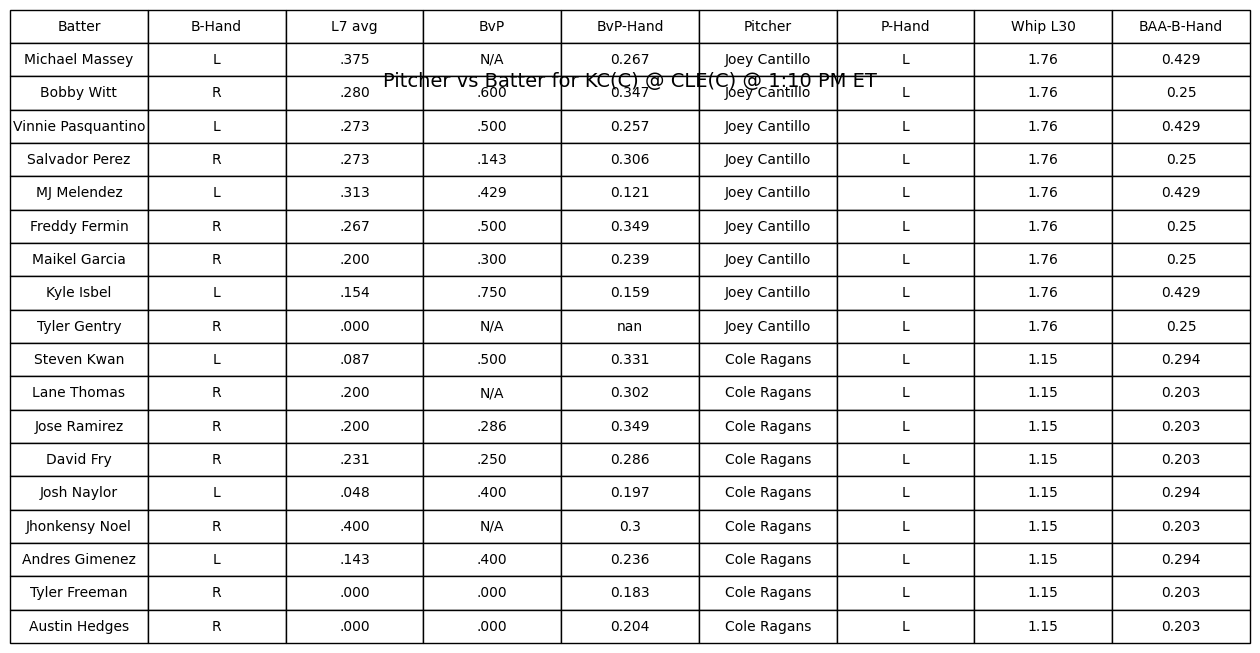 Batter B-Hand L7 avg BvP BvP-Hand Pitcher P-Hand Whip L30 BAA-B-Hand
Michael Massey L .375 N/A 0.267 Joey Cantillo L 1.76 0.429
Pitcher vs Batter for KC(C) @ CLE(C) @ 1:10 PM ET
Bobby Witt R .280 .600 0.347 Joey Cantillo L 1.76 0.25
Vinnie Pasquantino L .273 .500 0.257 Joey Cantillo L 1.76 0.429
Salvador Perez R .273 .143 0.306 Joey Cantillo L 1.76 0.25
MJ Melendez L .313 .429 0.121 Joey Cantillo L 1.76 0.429
Freddy Fermin R .267 .500 0.349 Joey Cantillo L 1.76 0.25
Maikel Garcia R .200 .300 0.239 Joey Cantillo L 1.76 0.25
Kyle Isbel L .154 .750 0.159 Joey Cantillo L 1.76 0.429
Tyler Gentry R .000 N/A nan Joey Cantillo L 1.76 0.25
Steven Kwan L .087 .500 0.331 Cole Ragans L 1.15 0.294
Lane Thomas R .200 N/A 0.302 Cole Ragans L 1.15 0.203
Jose Ramirez R .200 .286 0.349 Cole Ragans L 1.15 0.203
David Fry R .231 .250 0.286 Cole Ragans L 1.15 0.203
Josh Naylor L .048 .400 0.197 Cole Ragans L 1.15 0.294
Jhonkensy Noel R .400 N/A 0.3 Cole Ragans L 1.15 0.203
Andres Gimenez L .143 .400 0.236 Cole Ragans L 1.15 0.294
Tyler Freeman R .000 .000 0.183 Cole Ragans L 1.15 0.203
Austin Hedges R .000 .000 0.204 Cole Ragans L 1.15 0.203